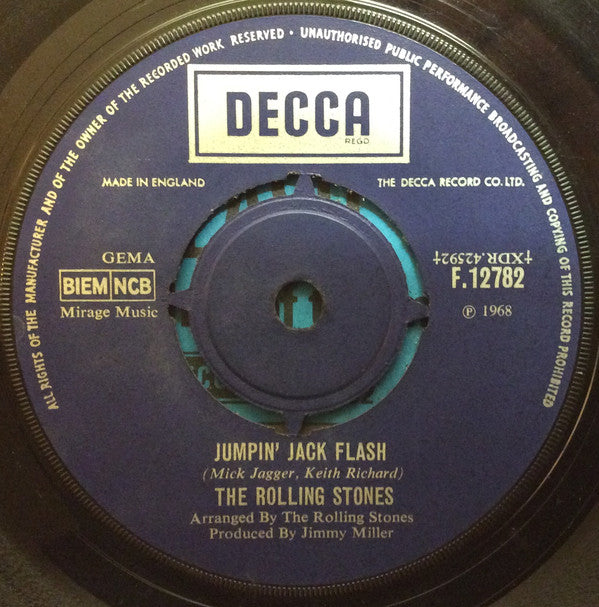 ALL RIGHTS OF THE MANUFACTURER AND OF THE OWNER OF THE RECORDED WORK RESERVED • UNAUTHORISED PUBLIC PERFORMANCE BROADCASTING AND COPYING OF THIS RECORD PROHIBITED
DECCA
REGD
MADE IN ENGLAND
THE DECCA RECORD CO. LTD.
GEMA
BIEM NCB
Mirage Music
‡XDR.42592‡
F.12782
Ⓟ 1968
JUMPIN' JACK FLASH
(Mick Jagger, Keith Richard)
THE ROLLING STONES
Arranged By The Rolling Stones
Produced By Jimmy Miller